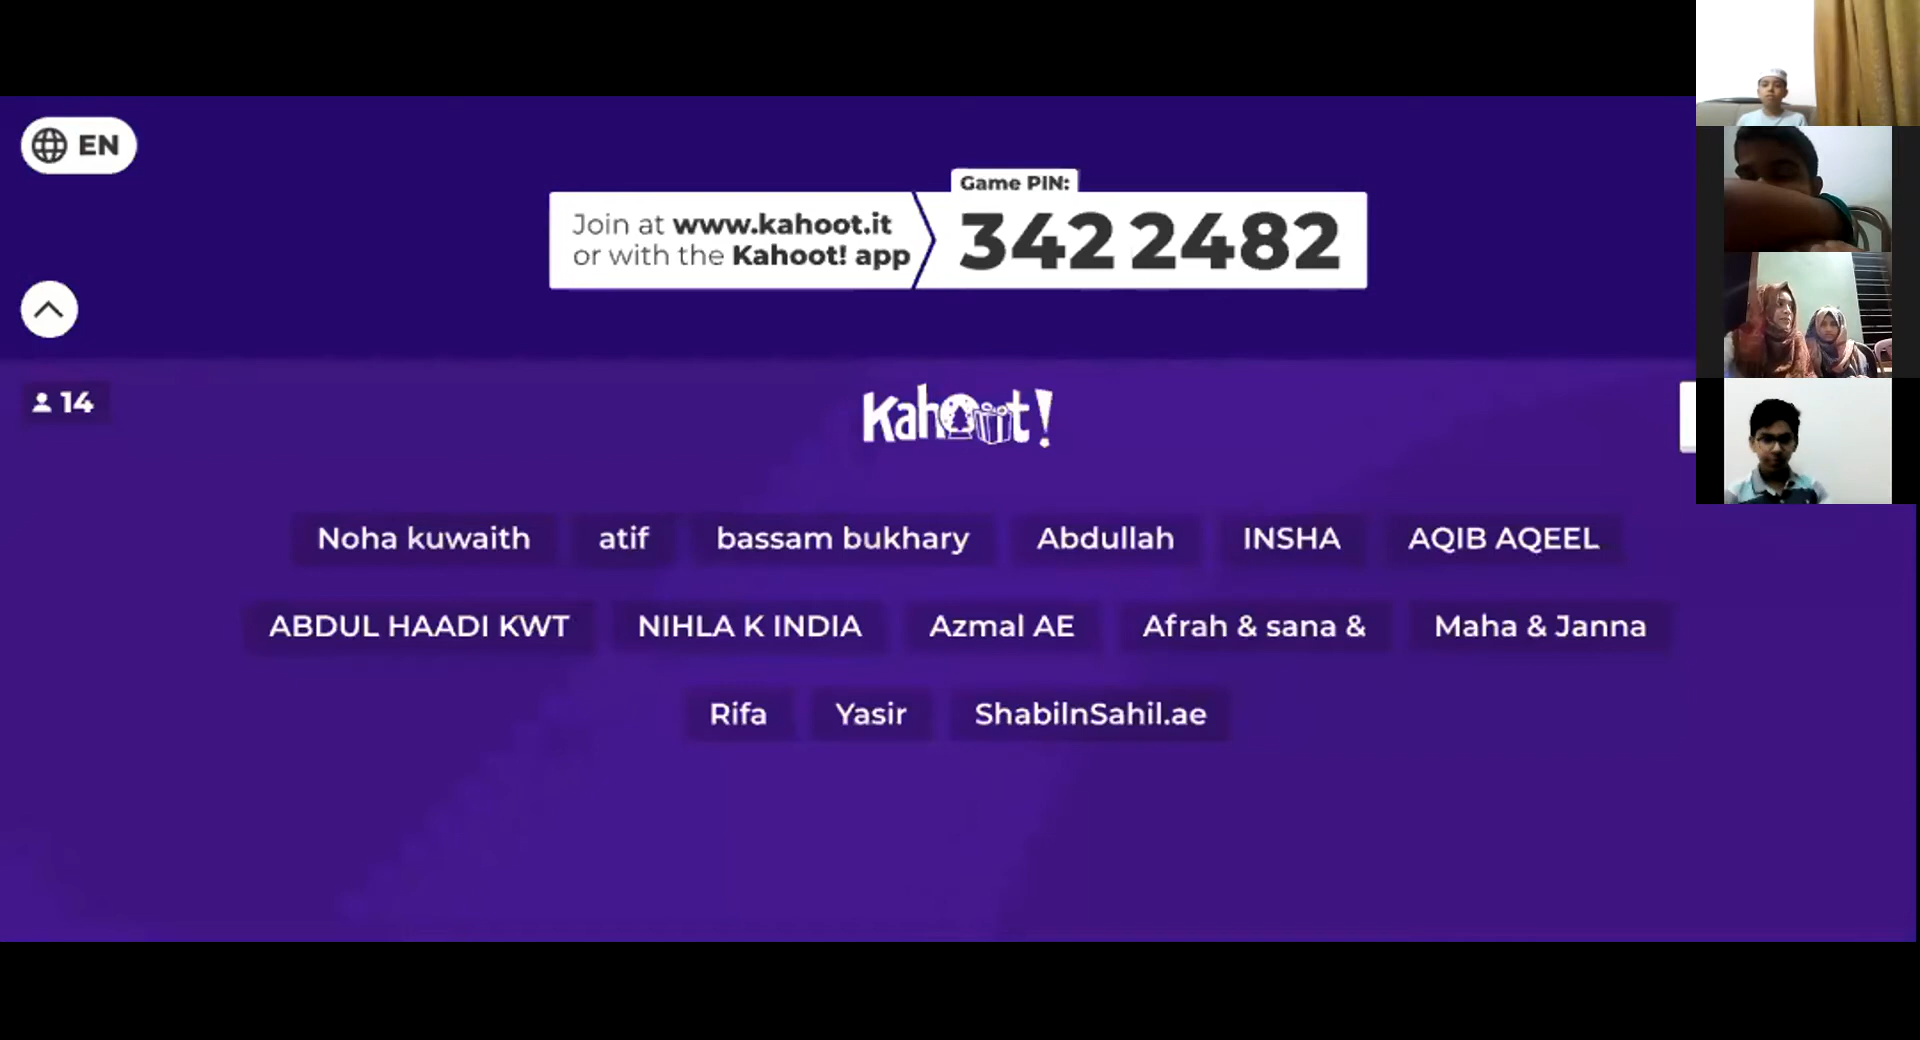 EN
Game PIN:
Join at www.kahoot.it
or with the Kahoot! app
342 2482
14
Kahoot!
Noha kuwaith atif bassam bukhary Abdullah INSHA AQIB AQEEL
ABDUL HAADI KWT NIHLA K INDIA Azmal AE Afrah & sana & Maha & Janna
Rifa Yasir ShabilnSahil.ae